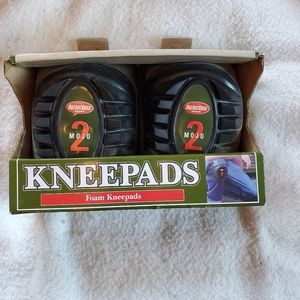 Bucket Boss
2
MOJO
Bucket Boss
2
MOJO
KNEEPADS
Foam Kneepads